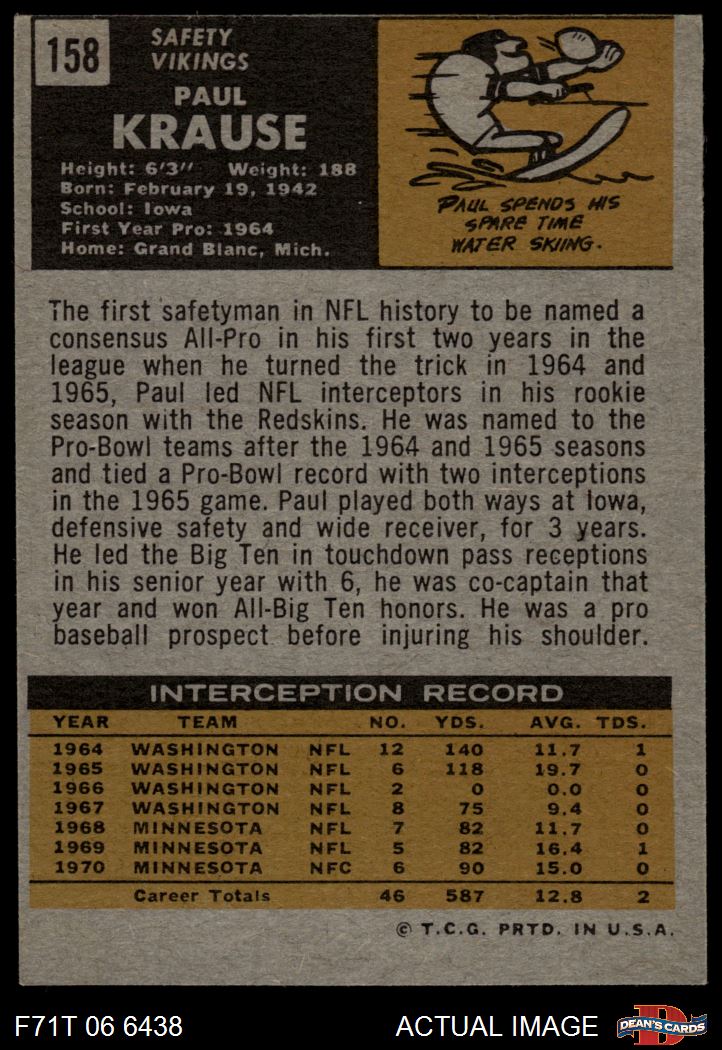 158
SAFETY
VIKINGS
PAUL
KRAUSE
Height: 6'3" Weight: 188
Born: February 19, 1942
School: Iowa
First Year Pro: 1964
Home: Grand Blanc, Mich.
PAUL SPENDS HIS
SPARE TIME
WATER SKIING.
The first safetyman in NFL history to be named a
consensus All-Pro in his first two years in the
league when he turned the trick in 1964 and
1965, Paul led NFL interceptors in his rookie
season with the Redskins. He was named to the
Pro-Bowl teams after the 1964 and 1965 seasons
and tied a Pro-Bowl record with two interceptions
in the 1965 game. Paul played both ways at Iowa,
defensive safety and wide receiver, for 3 years.
He led the Big Ten in touchdown pass receptions
in his senior year with 6, he was co-captain that
year and won All-Big Ten honors. He was a pro
baseball prospect before injuring his shoulder.
INTERCEPTION RECORD
YEAR TEAM NO. YDS. AVG. TDS.
1964 WASHINGTON NFL 12 140 11.7 1
1965 WASHINGTON NFL 6 118 19.7 0
1966 WASHINGTON NFL 2 0 0.0 0
1967 WASHINGTON NFL 8 75 9.4 0
1968 MINNESOTA NFL 7 82 11.7 0
1969 MINNESOTA NFL 5 82 16.4 1
1970 MINNESOTA NFC 6 90 15.0 0
Career Totals 46 587 12.8 2
© T.C.G. PRTD. IN U.S.A.
F71T 06 6438 ACTUAL IMAGE D DEAN'S CARDS